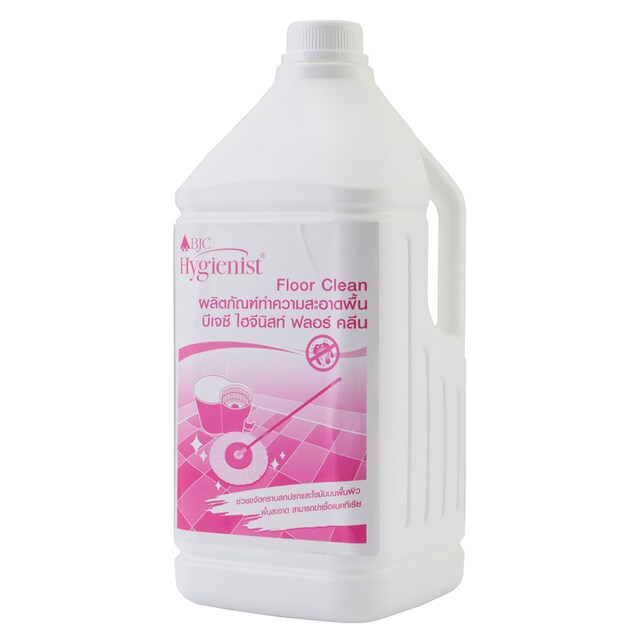 BJC
Hygienist®
Floor Clean
ผลิตภัณฑ์ทำความสะอาดพื้น
บีเจซี ไฮจีนิสท์ ฟลอร์ คลีน
ช่วยขจัดคราบสกปรกและไขมันบนพื้นผิว
พื้นสะอาด สามารถฆ่าเชื้อแบคทีเรีย